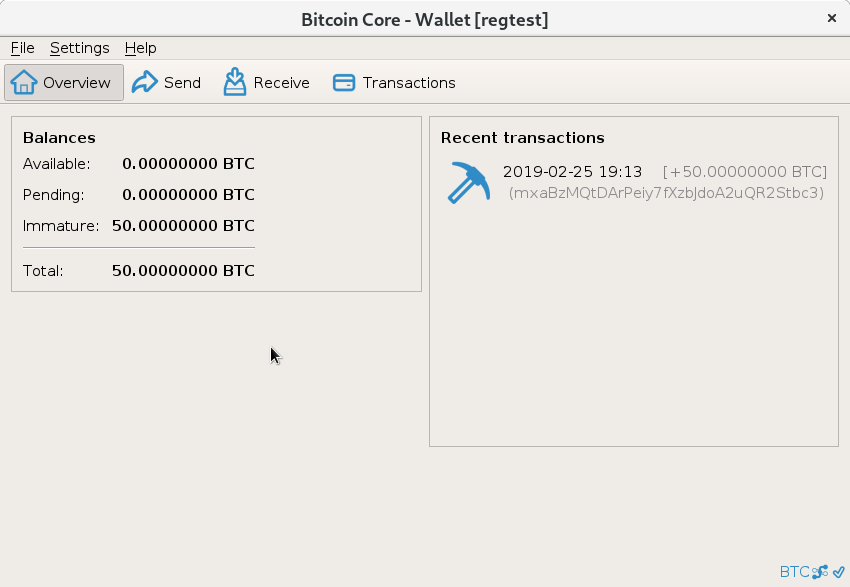 Bitcoin Core - Wallet [regtest]
File Settings Help
Overview Send Receive Transactions
Balances
Available: 0.00000000 BTC
Pending: 0.00000000 BTC
Immature: 50.00000000 BTC
Total: 50.00000000 BTC
Recent transactions
2019-02-25 19:13 [+50.00000000 BTC]
(mxaBzMQtDArPeiy7fXzbJdoA2uQR2Stbc3)
BTC